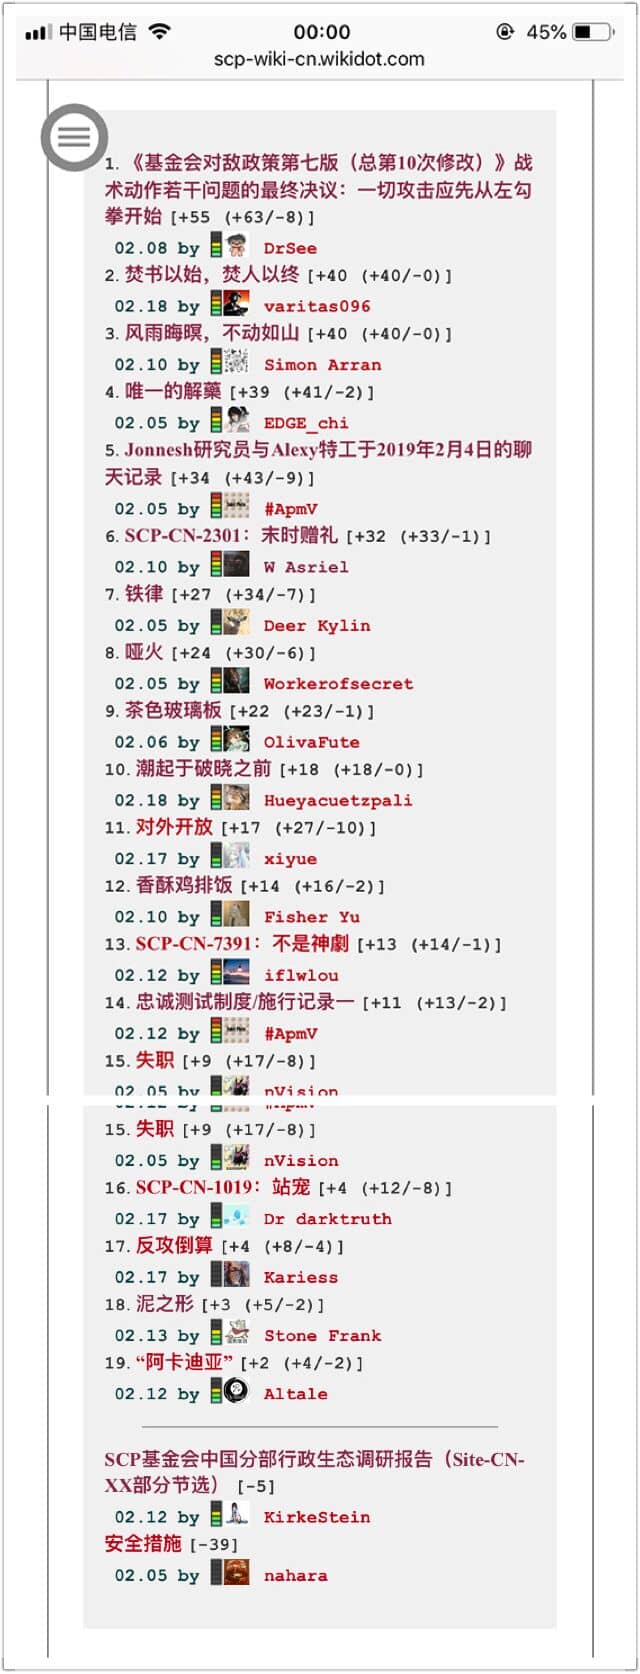 中国电信 00:00 45%
scp-wiki-cn.wikidot.com
1. 《基金会对敌政策第七版（总第10次修改）》战
术动作若干问题的最终决议：一切攻击应先从左勾
拳开始 [+55 (+63/-8)]
02.08 by DrSee
2. 焚书以始，焚人以终 [+40 (+40/-0)]
02.18 by varitas096
3. 风雨晦暝，不动如山 [+40 (+40/-0)]
02.10 by Simon Arran
4. 唯一的解藥 [+39 (+41/-2)]
02.05 by EDGE_chi
5. Jonnesh研究员与Alexy特工于2019年2月4日的聊
天记录 [+34 (+43/-9)]
02.05 by #ApmV
6. SCP-CN-2301：末时赠礼 [+32 (+33/-1)]
02.10 by W Asriel
7. 铁律 [+27 (+34/-7)]
02.05 by Deer Kylin
8. 哑火 [+24 (+30/-6)]
02.05 by Workerofsecret
9. 茶色玻璃板 [+22 (+23/-1)]
02.06 by OlivaFute
10. 潮起于破晓之前 [+18 (+18/-0)]
02.18 by Hueyacuetzpali
11. 对外开放 [+17 (+27/-10)]
02.17 by xiyue
12. 香酥鸡排饭 [+14 (+16/-2)]
02.10 by Fisher Yu
13. SCP-CN-7391：不是神劇 [+13 (+14/-1)]
02.12 by iflwlou
14. 忠诚测试制度/施行记录一 [+11 (+13/-2)]
02.12 by #ApmV
15. 失职 [+9 (+17/-8)]
02.05 by nVision
02.12 by #ApmV
15. 失职 [+9 (+17/-8)]
02.05 by nVision
16. SCP-CN-1019：站宠 [+4 (+12/-8)]
02.17 by Dr darktruth
17. 反攻倒算 [+4 (+8/-4)]
02.17 by Kariess
18. 泥之形 [+3 (+5/-2)]
02.13 by Stone Frank
19. “阿卡迪亚” [+2 (+4/-2)]
02.12 by Altale
SCP基金会中国分部行政生态调研报告（Site-CN-
XX部分节选） [-5]
02.12 by KirkeStein
安全措施 [-39]
02.05 by nahara